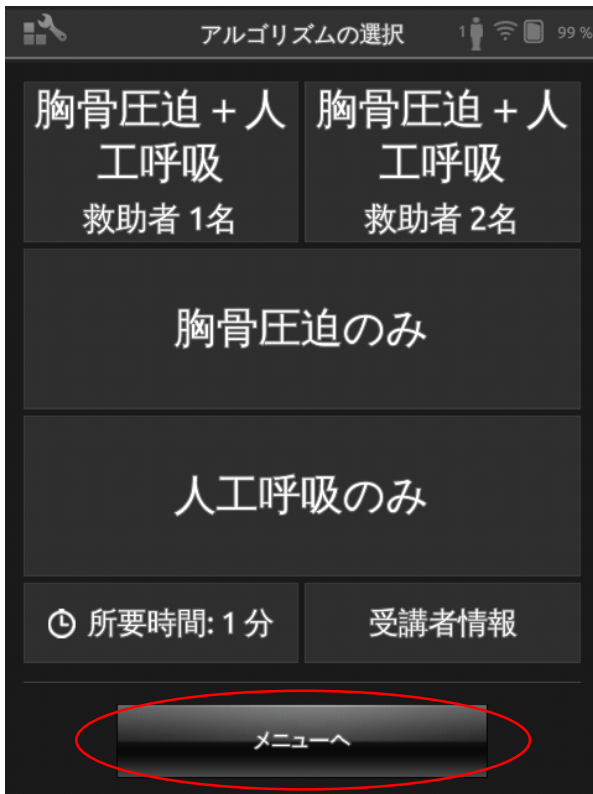 アルゴリズムの選択 1 99 %
胸骨圧迫 + 人
工呼吸
救助者 1名
胸骨圧迫 + 人
工呼吸
救助者 2名
胸骨圧迫のみ
人工呼吸のみ
所要時間: 1 分
受講者情報
メニューへ